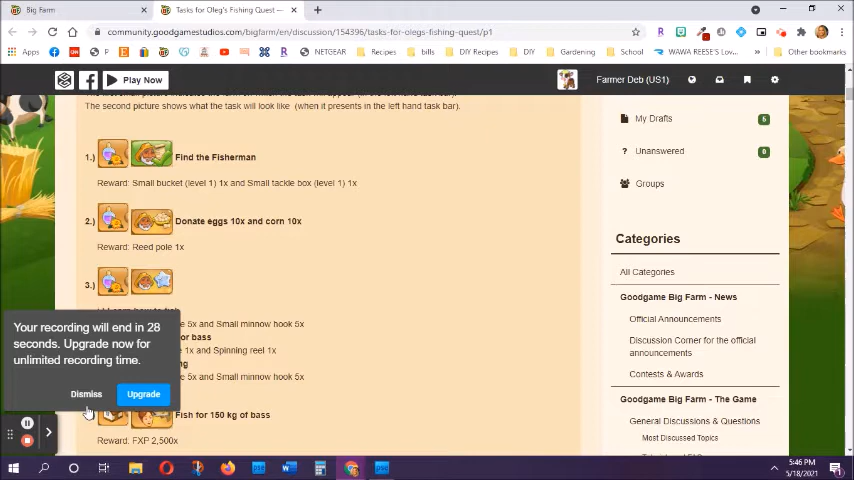 Big Farm
Tasks for Oleg's Fishing Quest
community.goodgamestudios.com/bigfarm/en/discussion/154396/tasks-for-olegs-fishing-quest/p1
Apps
P
NETGEAR
Recipes
bills
DIY Recipes
DIY
Gardening
School
WAWA REESE'S LOV...
Other bookmarks
Play Now
Farmer Deb (US1)
The second picture shows what the task will look like (when it presents in the left hand task bar).
My Drafts 5
Unanswered 0
Groups
1.) Find the Fisherman
Reward: Small bucket (level 1) 1x and Small tackle box (level 1) 1x
2.) Donate eggs 10x and corn 10x
Reward: Reed pole 1x
3.)
e 5x and Small minnow hook 5x
or bass
e 1x and Spinning reel 1x
ng
e 5x and Small minnow hook 5x
Fish for 150 kg of bass
Reward: FXP 2,500x
Categories
All Categories
Goodgame Big Farm - News
Official Announcements
Discussion Corner for the official
announcements
Contests & Awards
Goodgame Big Farm - The Game
General Discussions & Questions
Most Discussed Topics
Your recording will end in 28
seconds. Upgrade now for
unlimited recording time.
Dismiss
Upgrade
5:46 PM
5/18/2021